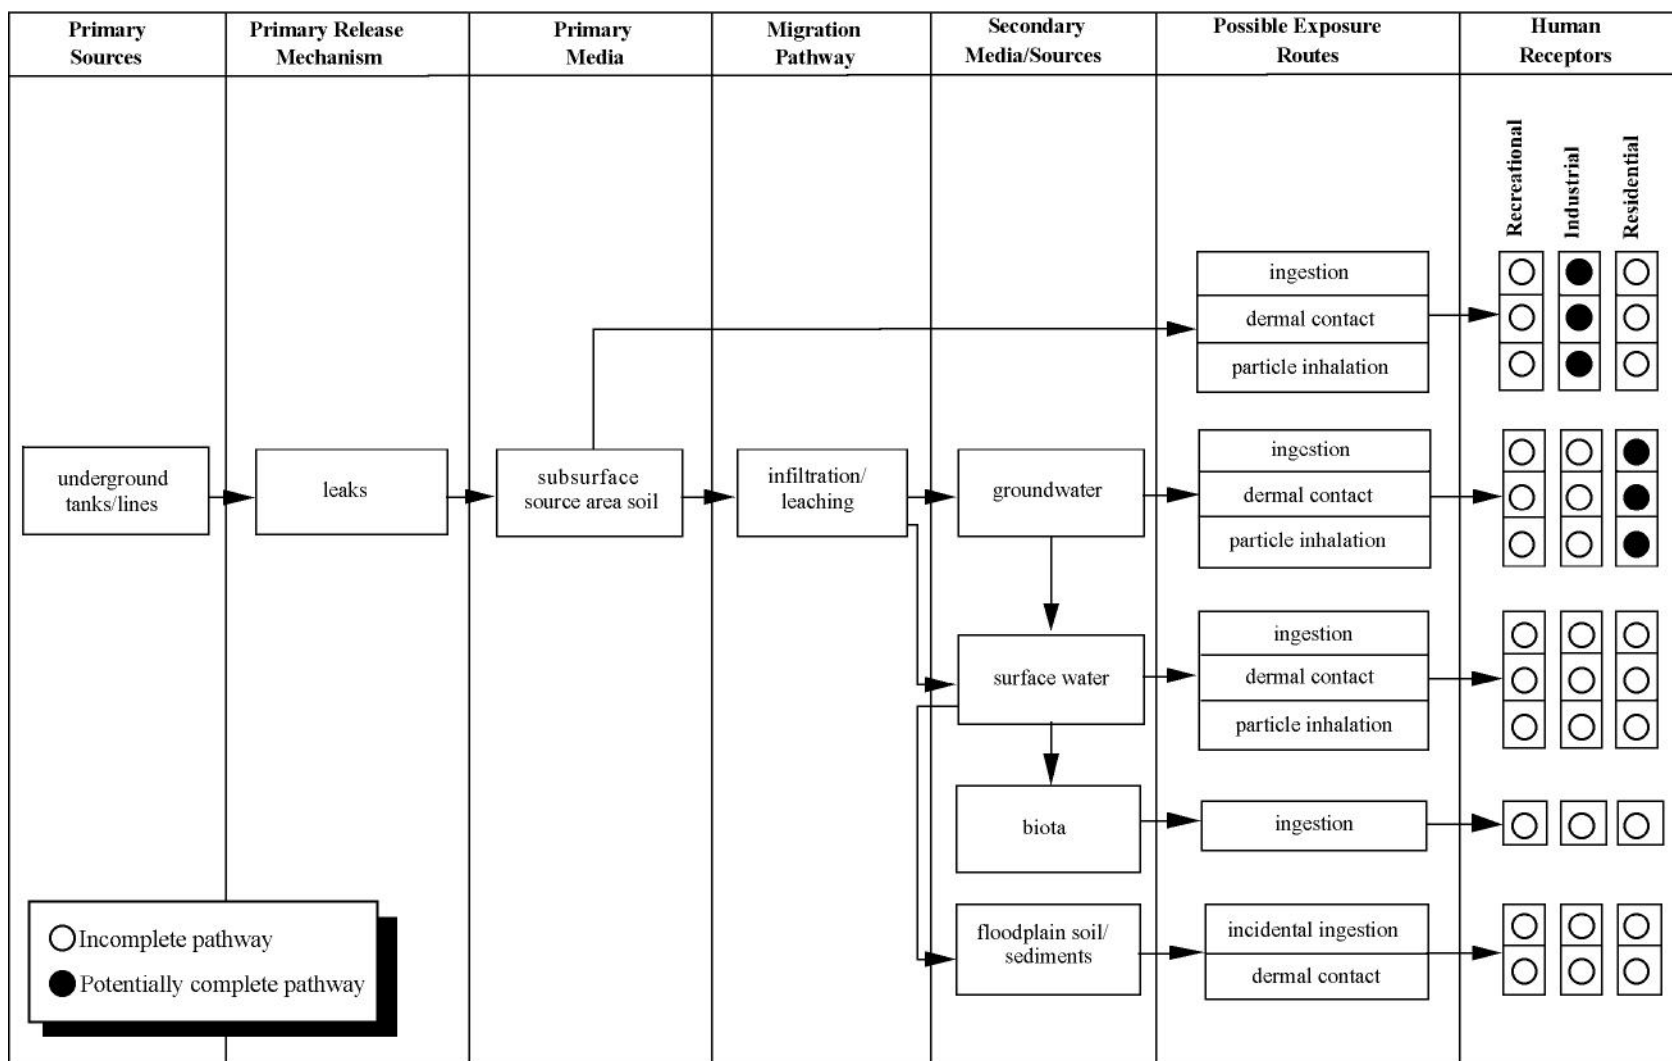 Primary
Sources
Primary Release
Mechanism
Primary
Media
Migration
Pathway
Secondary
Media/Sources
Possible Exposure
Routes
Human
Receptors
Recreational
Industrial
Residential
ingestion
dermal contact
particle inhalation
underground
tanks/lines
leaks
subsurface
source area soil
infiltration/
leaching
groundwater
ingestion
dermal contact
particle inhalation
surface water
ingestion
dermal contact
particle inhalation
biota
ingestion
floodplain soil/
sediments
incidental ingestion
dermal contact
Incomplete pathway
Potentially complete pathway